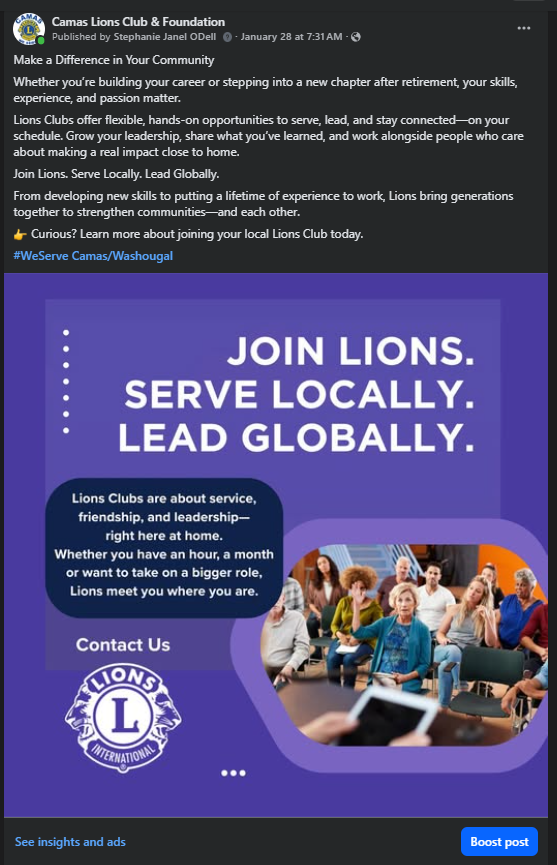 Camas Lions Club & Foundation
Published by Stephanie Janel ODell · January 28 at 7:31 AM ·
Make a Difference in Your Community
Whether you're building your career or stepping into a new chapter after retirement, your skills,
experience, and passion matter.
Lions Clubs offer flexible, hands-on opportunities to serve, lead, and stay connected—on your
schedule. Grow your leadership, share what you've learned, and work alongside people who care
about making a real impact close to home.
Join Lions. Serve Locally. Lead Globally.
From developing new skills to putting a lifetime of experience to work, Lions bring generations
together to strengthen communities—and each other.
👉 Curious? Learn more about joining your local Lions Club today.
#WeServe Camas/Washougal
JOIN LIONS.
SERVE LOCALLY.
LEAD GLOBALLY.
Lions Clubs are about service,
friendship, and leadership—
right here at home.
Whether you have an hour, a month
or want to take on a bigger role,
Lions meet you where you are.
Contact Us
LIONS
L
INTERNATIONAL
®
See insights and ads
Boost post